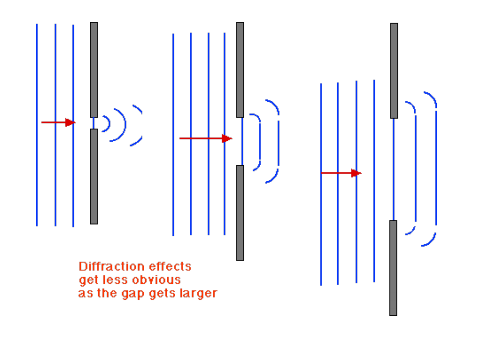 Diffraction effects
get less obvious
as the gap gets larger